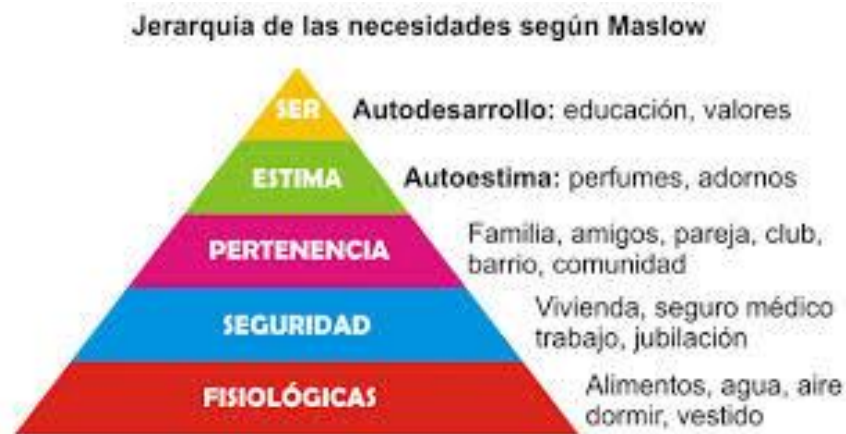 Jerarquía de las necesidades según Maslow
SER
Autodesarrollo: educación, valores
ESTIMA
Autoestima: perfumes, adornos
PERTENENCIA
Familia, amigos, pareja, club,
barrio, comunidad
SEGURIDAD
Vivienda, seguro médico
trabajo, jubilación
FISIOLÓGICAS
Alimentos, agua, aire
dormir, vestido